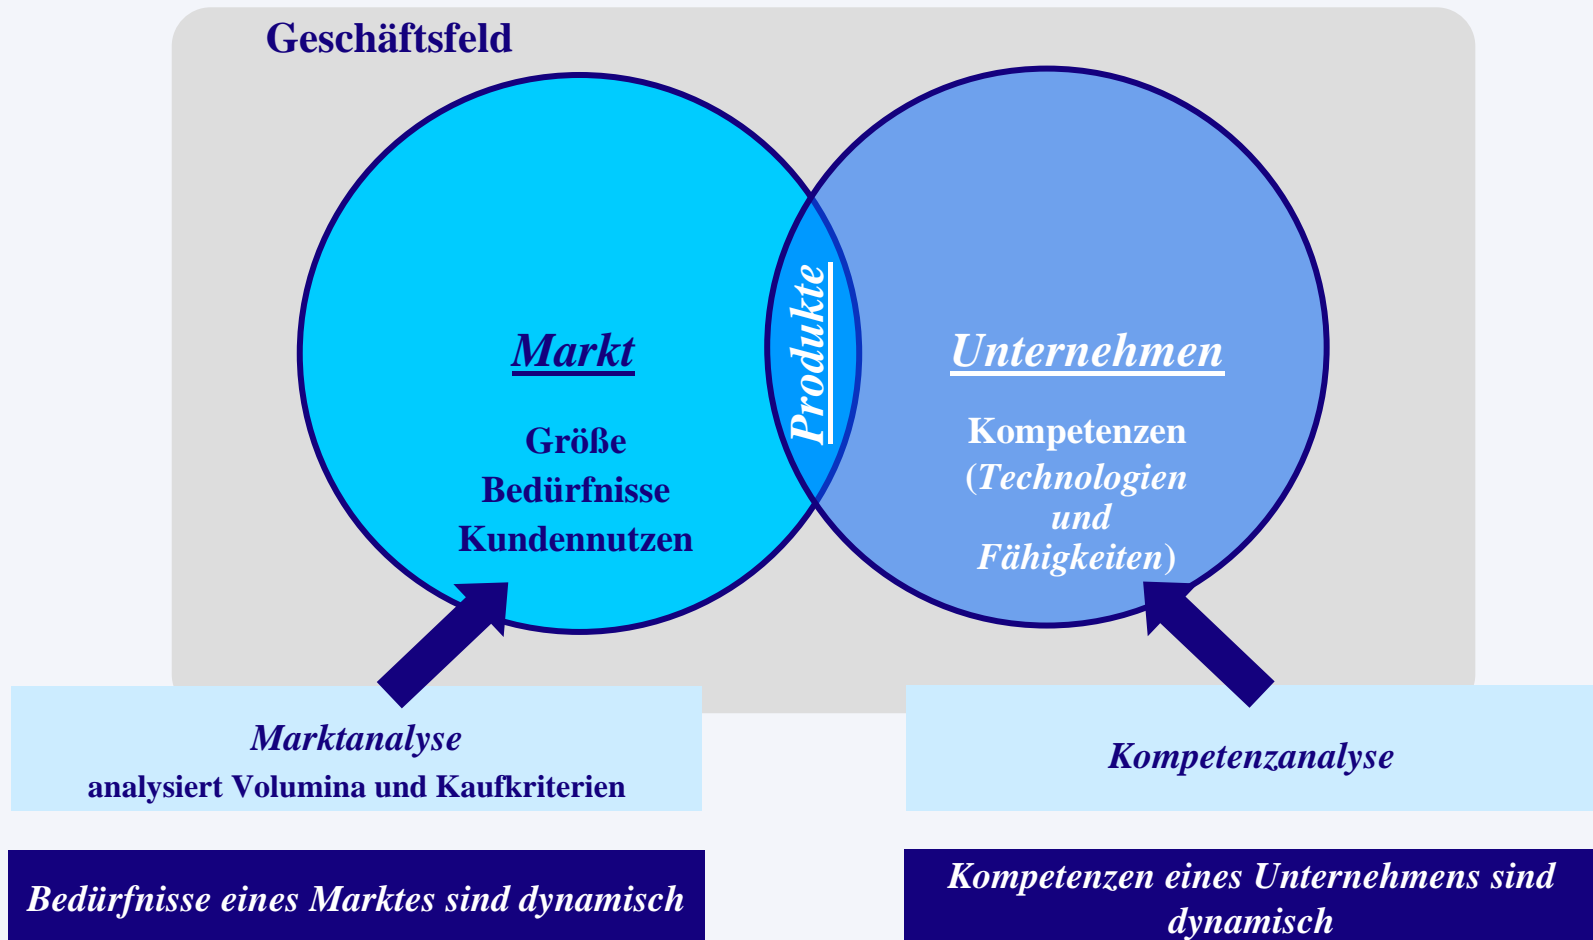 Geschäftsfeld
Markt
Größe
Bedürfnisse
Kundennutzen
Produkte
Unternehmen
Kompetenzen
(Technologien
und
Fähigkeiten)
Marktanalyse
analysiert Volumina und Kaufkriterien
Kompetenzanalyse
Bedürfnisse eines Marktes sind dynamisch
Kompetenzen eines Unternehmens sind
dynamisch